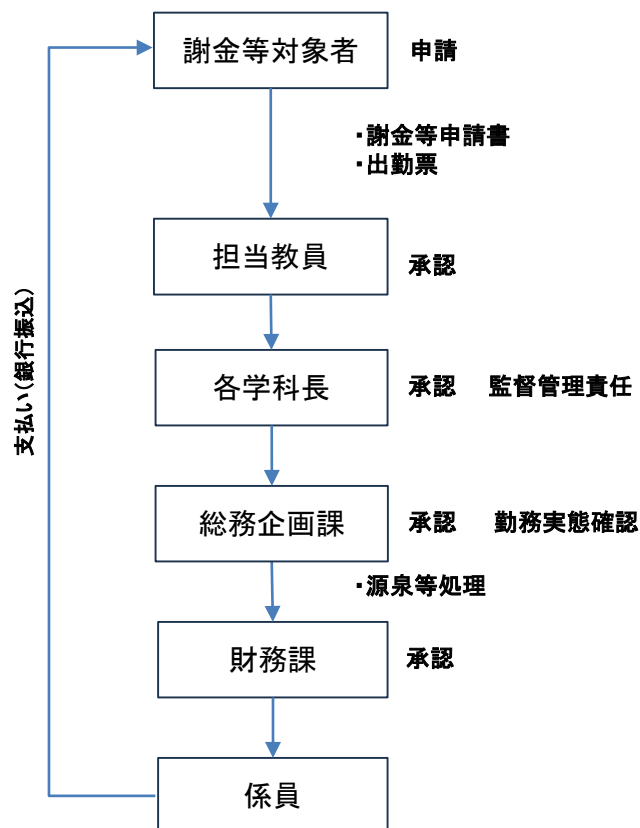 謝金等対象者 申請
・謝金等申請書
・出勤票
担当教員 承認
各学科長 承認 監督管理責任
支払い(銀行振込)
総務企画課 承認 勤務実態確認
・源泉等処理
財務課 承認
係員